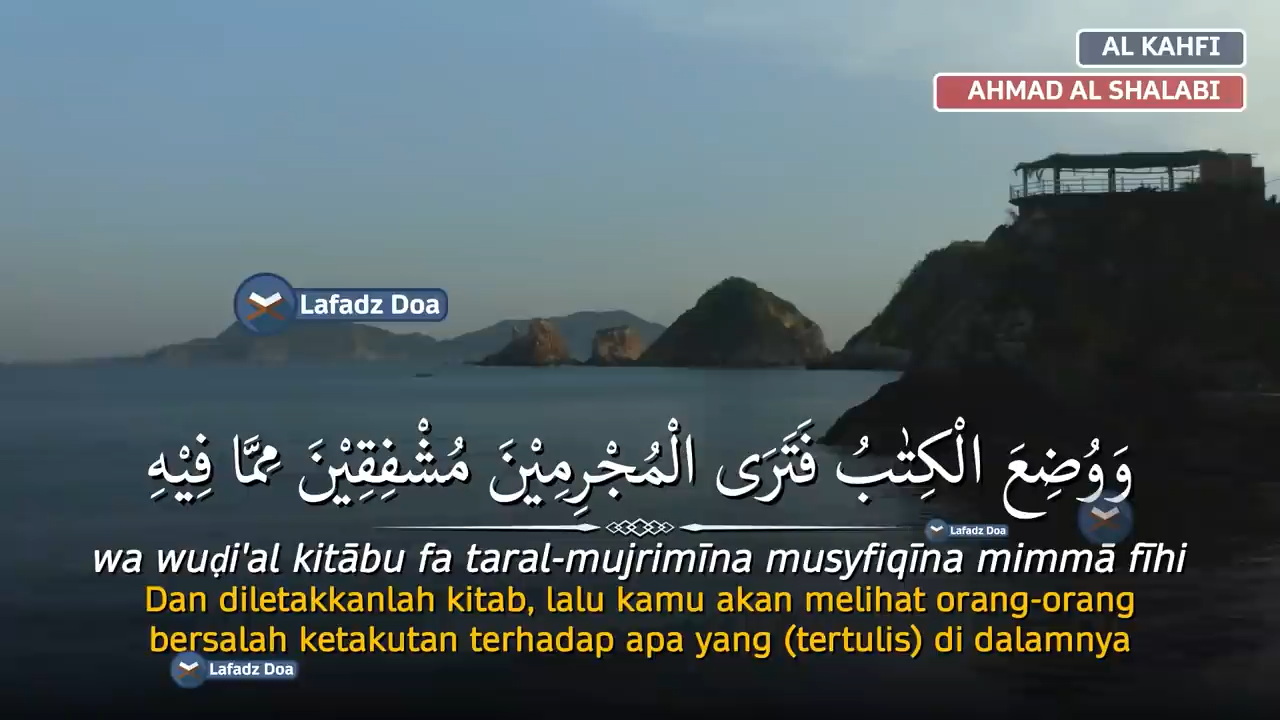 AL KAHFI
AHMAD AL SHALABI
Lafadz Doa
وَوُضِعَ الْكِتٰبُ فَتَرَى الْمُجْرِمِيْنَ مُشْفِقِيْنَ مِمَّا فِيْهِ
Lafadz Doa
wa wuḍi'al kitābu fa taral-mujrimīna musyfiqīna mimmā fīhi
Dan diletakkanlah kitab, lalu kamu akan melihat orang-orang
bersalah ketakutan terhadap apa yang (tertulis) di dalamnya
Lafadz Doa